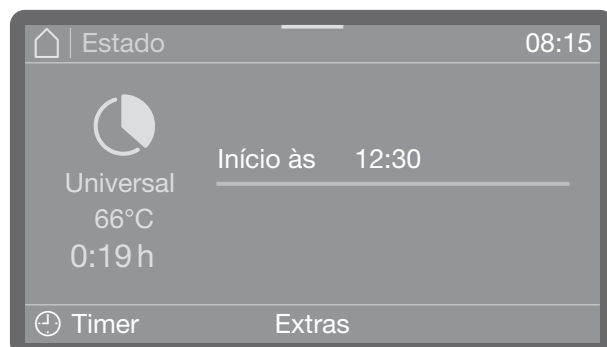 Estado 08:15
Início às 12:30
Universal
66°C
0:19 h
Timer Extras